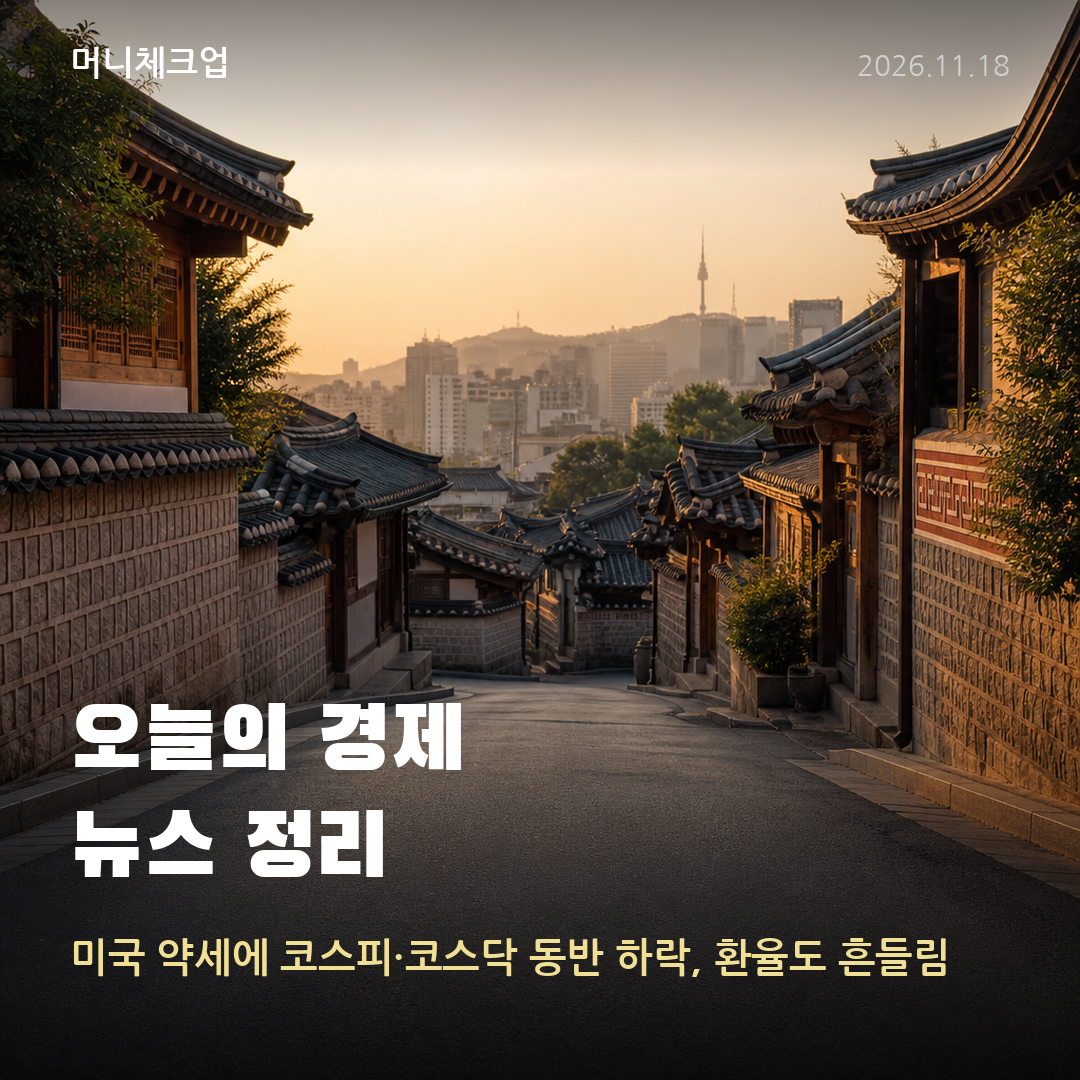 머니체크업
2026.11.18
오늘의 경제
뉴스 정리
미국 약세에 코스피·코스닥 동반 하락, 환율도 흔들림